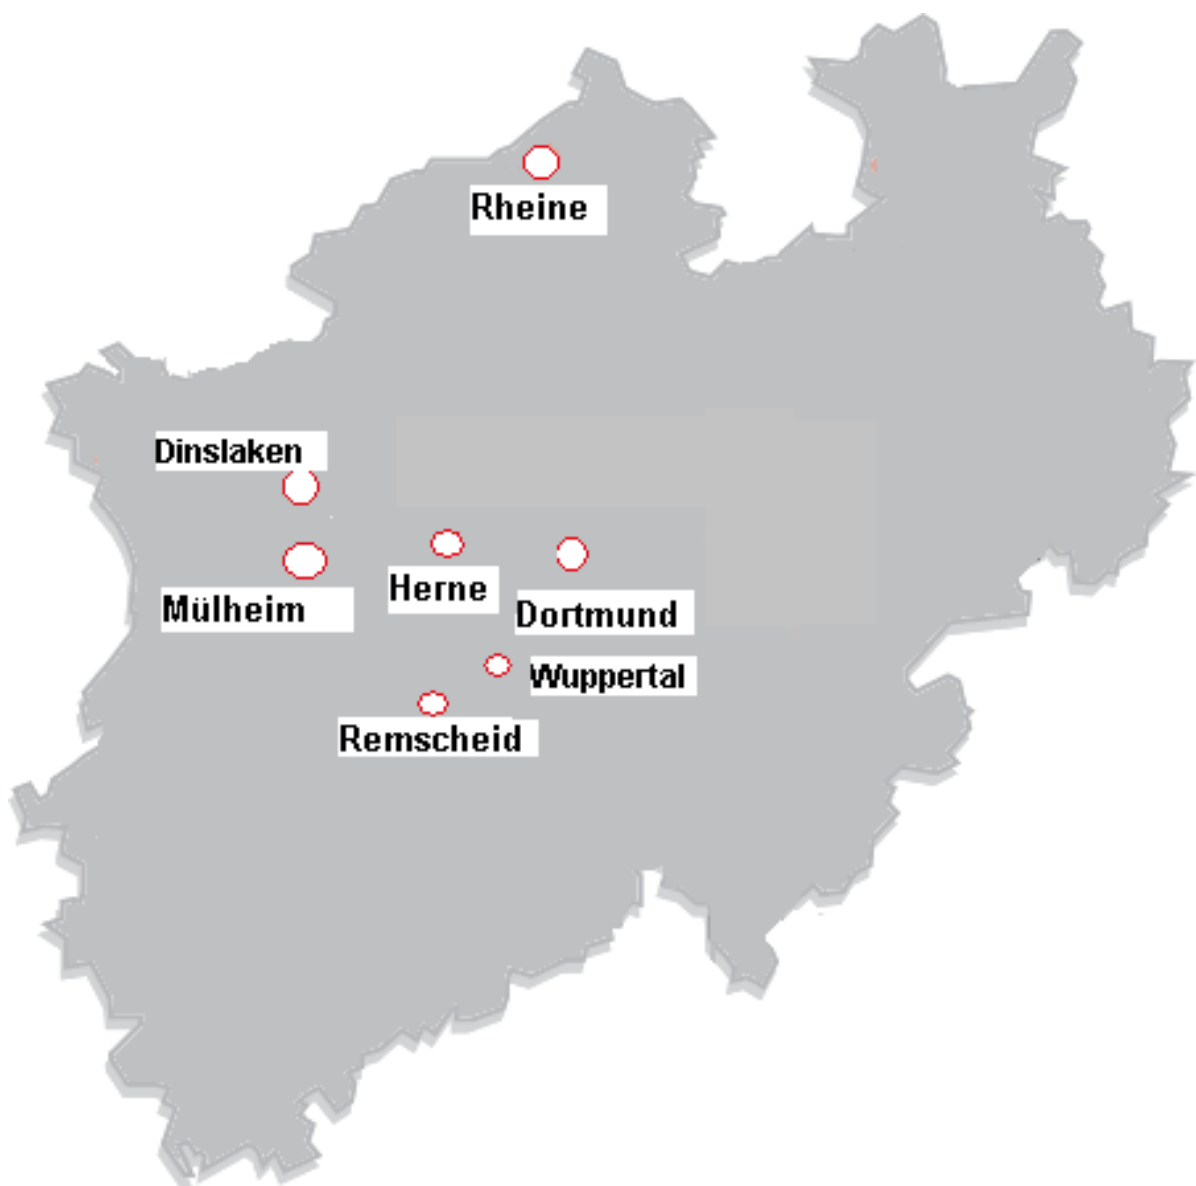 Rheine
Dinslaken
Herne
Mülheim
Dortmund
Wuppertal
Remscheid